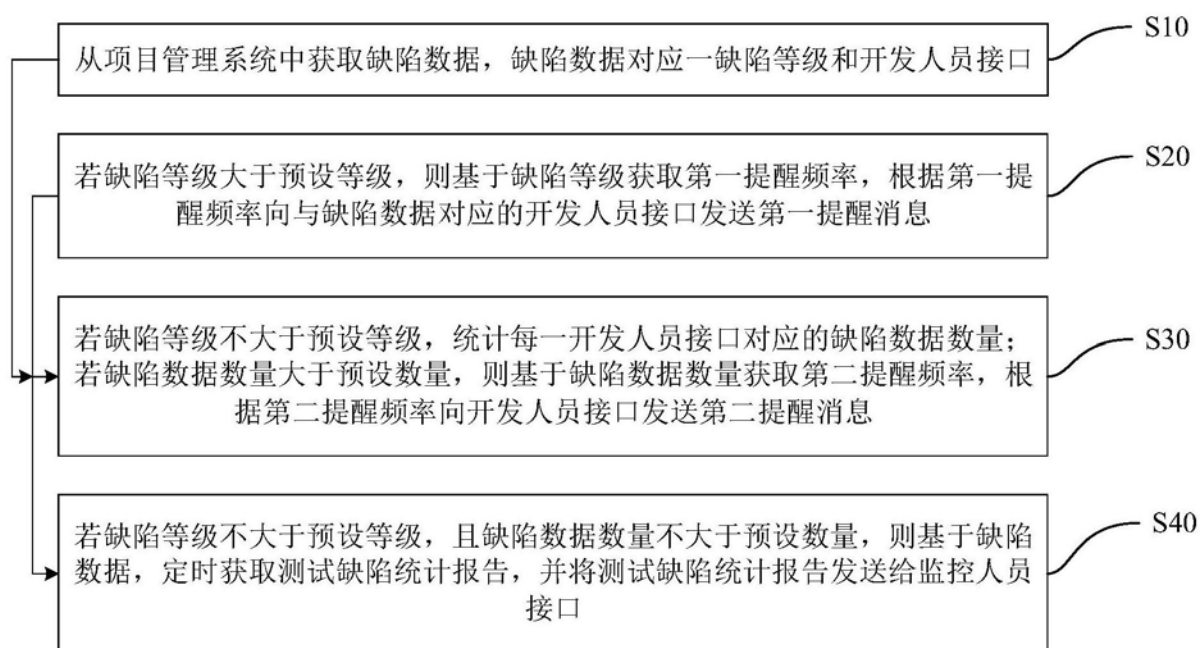 S10
从项目管理系统中获取缺陷数据，缺陷数据对应一缺陷等级和开发人员接口
S20
若缺陷等级大于预设等级，则基于缺陷等级获取第一提醒频率，根据第一提
醒频率向与缺陷数据对应的开发人员接口发送第一提醒消息
S30
若缺陷等级不大于预设等级，统计每一开发人员接口对应的缺陷数据数量；
若缺陷数据数量大于预设数量，则基于缺陷数据数量获取第二提醒频率，根
据第二提醒频率向开发人员接口发送第二提醒消息
S40
若缺陷等级不大于预设等级，且缺陷数据数量不大于预设数量，则基于缺陷
数据，定时获取测试缺陷统计报告，并将测试缺陷统计报告发送给监控人员
接口